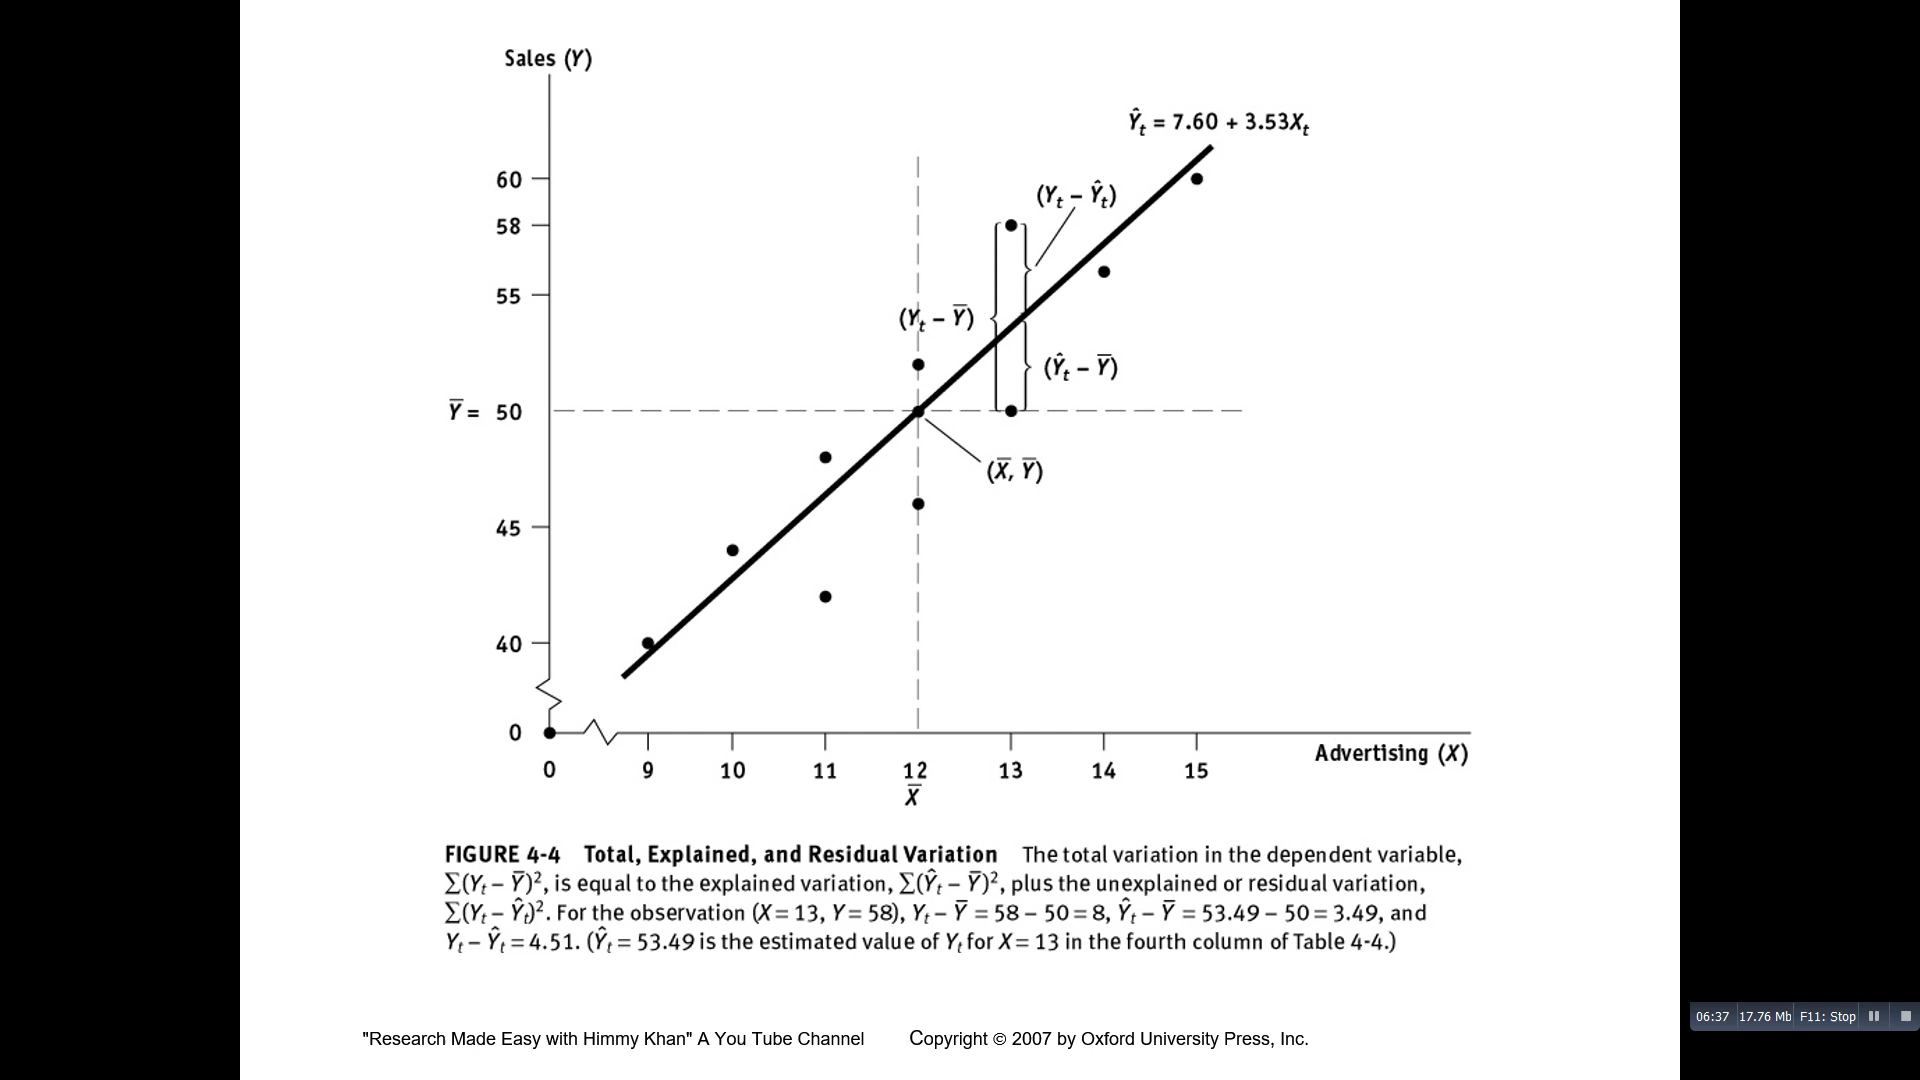 Sales (Y)
Ŷt = 7.60 + 3.53Xt
60
(Yt – Ŷt)
58
55
(Yt – Y̅)
(Ŷt – Y̅)
Y̅ = 50
(X̅, Y̅)
45
40
0
Advertising (X)
0 9 10 11 12 13 14 15
X̅
FIGURE 4-4 Total, Explained, and Residual Variation The total variation in the dependent variable,
∑(Yt – Y̅)², is equal to the explained variation, ∑(Ŷt – Y̅)², plus the unexplained or residual variation,
∑(Yt – Ŷt)². For the observation (X = 13, Y = 58), Yt – Y̅ = 58 – 50 = 8, Ŷt – Y̅ = 53.49 – 50 = 3.49, and
Yt – Ŷt = 4.51. (Ŷt = 53.49 is the estimated value of Yt for X = 13 in the fourth column of Table 4-4.)
06:37 17.76 Mb F11: Stop
"Research Made Easy with Himmy Khan" A You Tube Channel Copyright © 2007 by Oxford University Press, Inc.